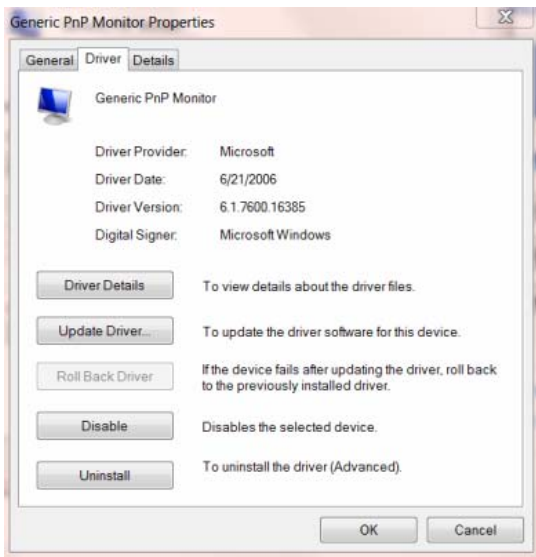 Generic PnP Monitor Properties
General Driver Details
Generic PnP Monitor
Driver Provider: Microsoft
Driver Date: 6/21/2006
Driver Version: 6.1.7600.16385
Digital Signer: Microsoft Windows
Driver Details To view details about the driver files.
Update Driver... To update the driver software for this device.
Roll Back Driver If the device fails after updating the driver, roll back
to the previously installed driver.
Disable Disables the selected device.
Uninstall To uninstall the driver (Advanced).
OK Cancel